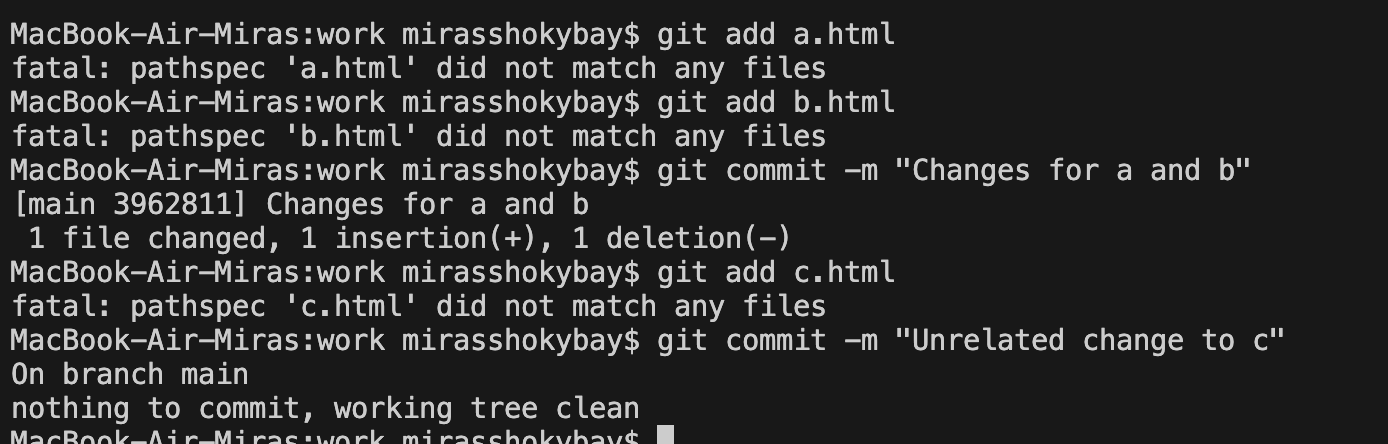 MacBook-Air-Miras:work mirasshokybay$ git add a.html
fatal: pathspec 'a.html' did not match any files
MacBook-Air-Miras:work mirasshokybay$ git add b.html
fatal: pathspec 'b.html' did not match any files
MacBook-Air-Miras:work mirasshokybay$ git commit -m "Changes for a and b"
[main 3962811] Changes for a and b
 1 file changed, 1 insertion(+), 1 deletion(-)
MacBook-Air-Miras:work mirasshokybay$ git add c.html
fatal: pathspec 'c.html' did not match any files
MacBook-Air-Miras:work mirasshokybay$ git commit -m "Unrelated change to c"
On branch main
nothing to commit, working tree clean
MacBook-Air-Miras:work mirasshokybay$